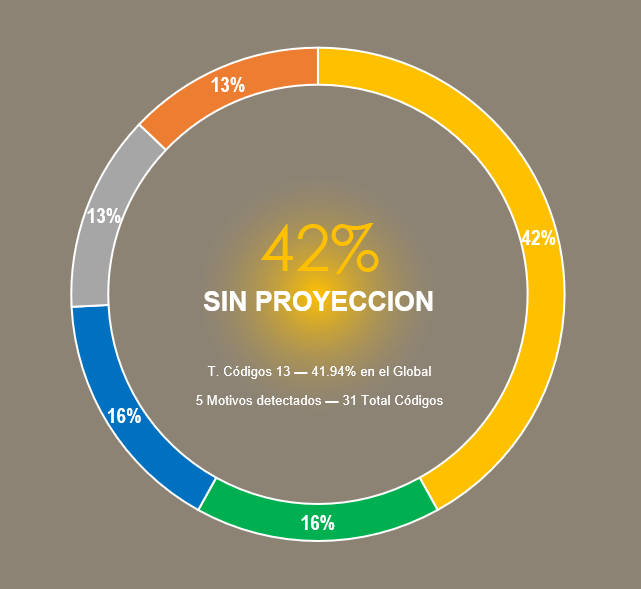 13%
13%
42%
42%
SIN PROYECCION
T. Códigos 13 — 41.94% en el Global
5 Motivos detectados — 31 Total Códigos
16%
16%